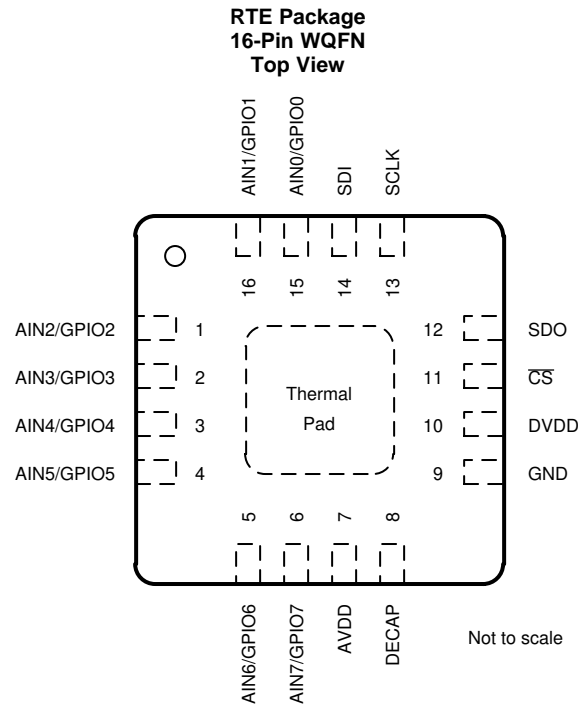 RTE Package
16-Pin WQFN
Top View
AIN1/GPIO1
AIN0/GPIO0
SDI
SCLK
16
15
14
13
AIN2/GPIO2 1
AIN3/GPIO3 2
AIN4/GPIO4 3
AIN5/GPIO5 4
Thermal
Pad
12 SDO
11 C̅S̅
10 DVDD
9 GND
5
6
7
8
AIN6/GPIO6
AIN7/GPIO7
AVDD
DECAP
Not to scale